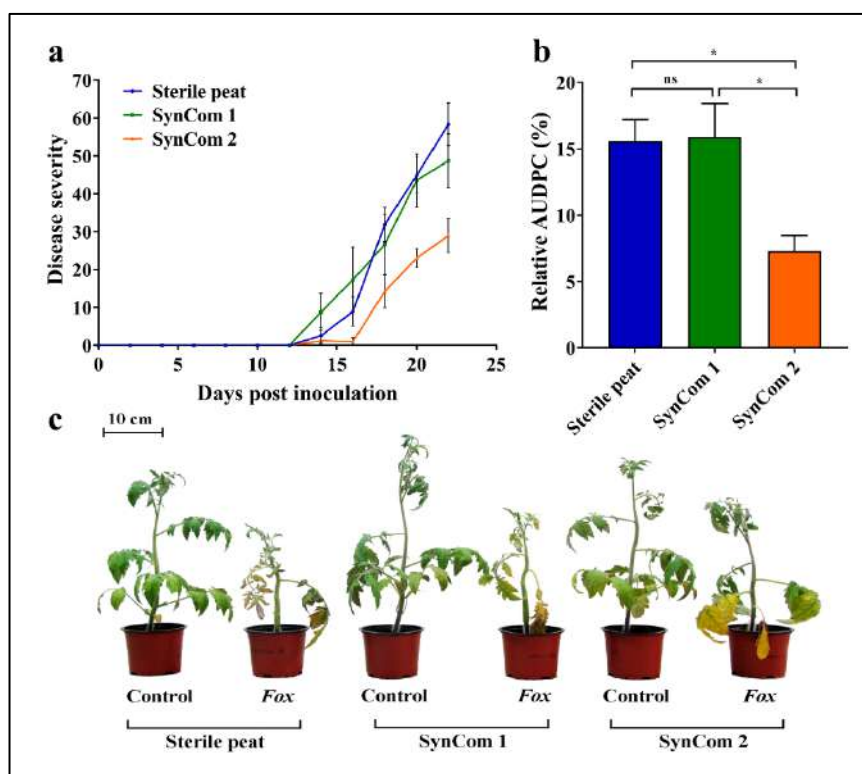 a
Sterile peat
SynCom 1
SynCom 2
70
60
50
40
30
20
10
0
Disease severity
0 5 10 15 20 25
Days post inoculation
b
*
ns *
20
15
10
5
0
Relative AUDPC (%)
Sterile peat
SynCom 1
SynCom 2
c
10 cm
Control Fox Control Fox Control Fox
Sterile peat SynCom 1 SynCom 2